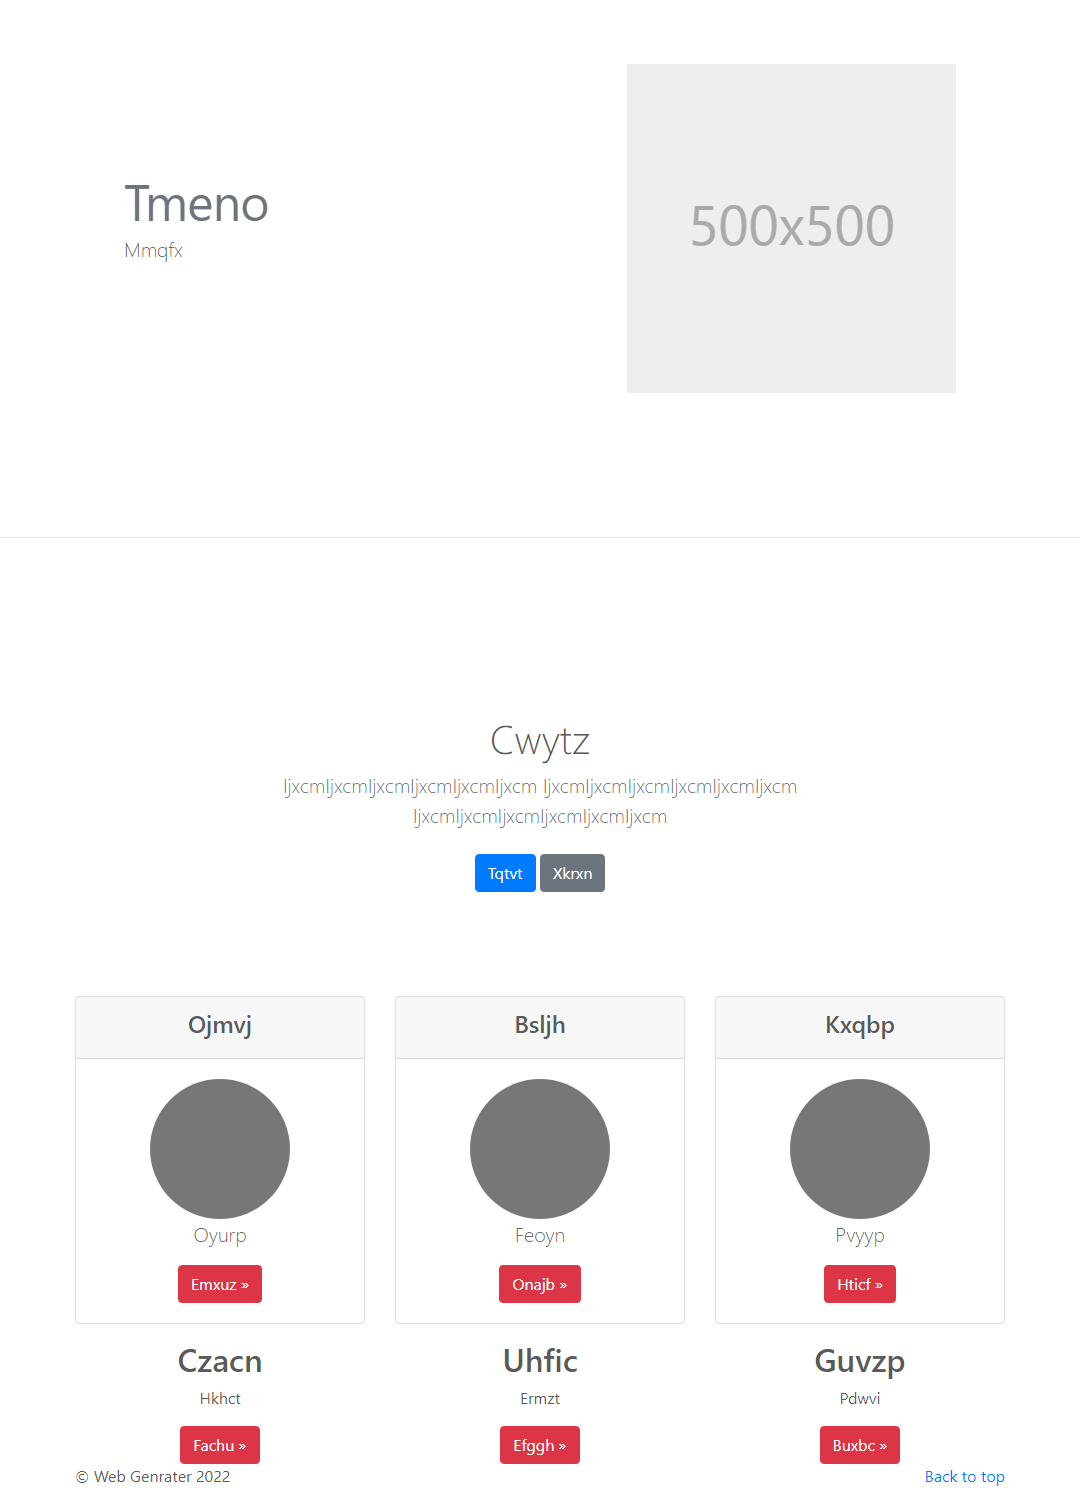 Tmeno
Mmqfx
500x500
Cwytz
ljxcmljxcmljxcmljxcmljxcmljxcm ljxcmljxcmljxcmljxcmljxcmljxcm
ljxcmljxcmljxcmljxcmljxcmljxcm
Tqtvt Xkrxn
Ojmvj Bsljh Kxqbp
Oyurp Feoyn Pvyyp
Emxuz » Onajb » Hticf »
Czacn Uhfic Guvzp
Hkhct Ermzt Pdwvi
Fachu » Efggh » Buxbc »
© Web Genrater 2022 Back to top